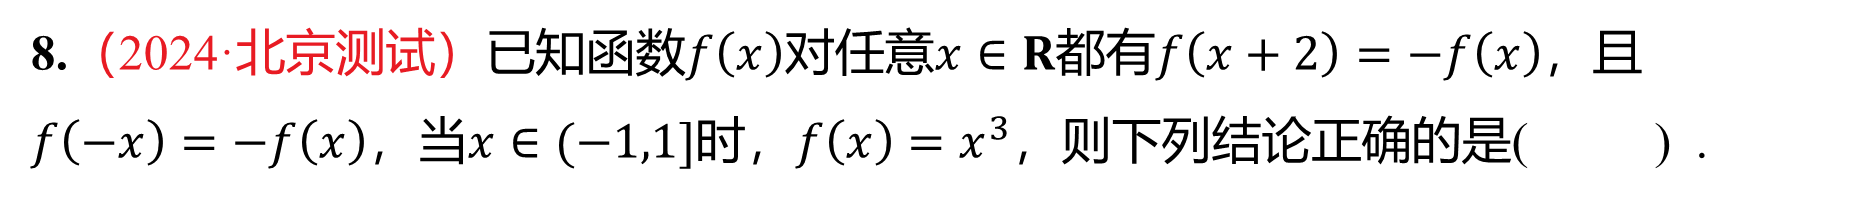 8.（2024·北京测试）已知函数f(x)对任意x ∈ R都有f(x + 2) = −f(x)，且
f(−x) = −f(x)，当x ∈ (−1,1]时，f(x) = x³，则下列结论正确的是(　　)．